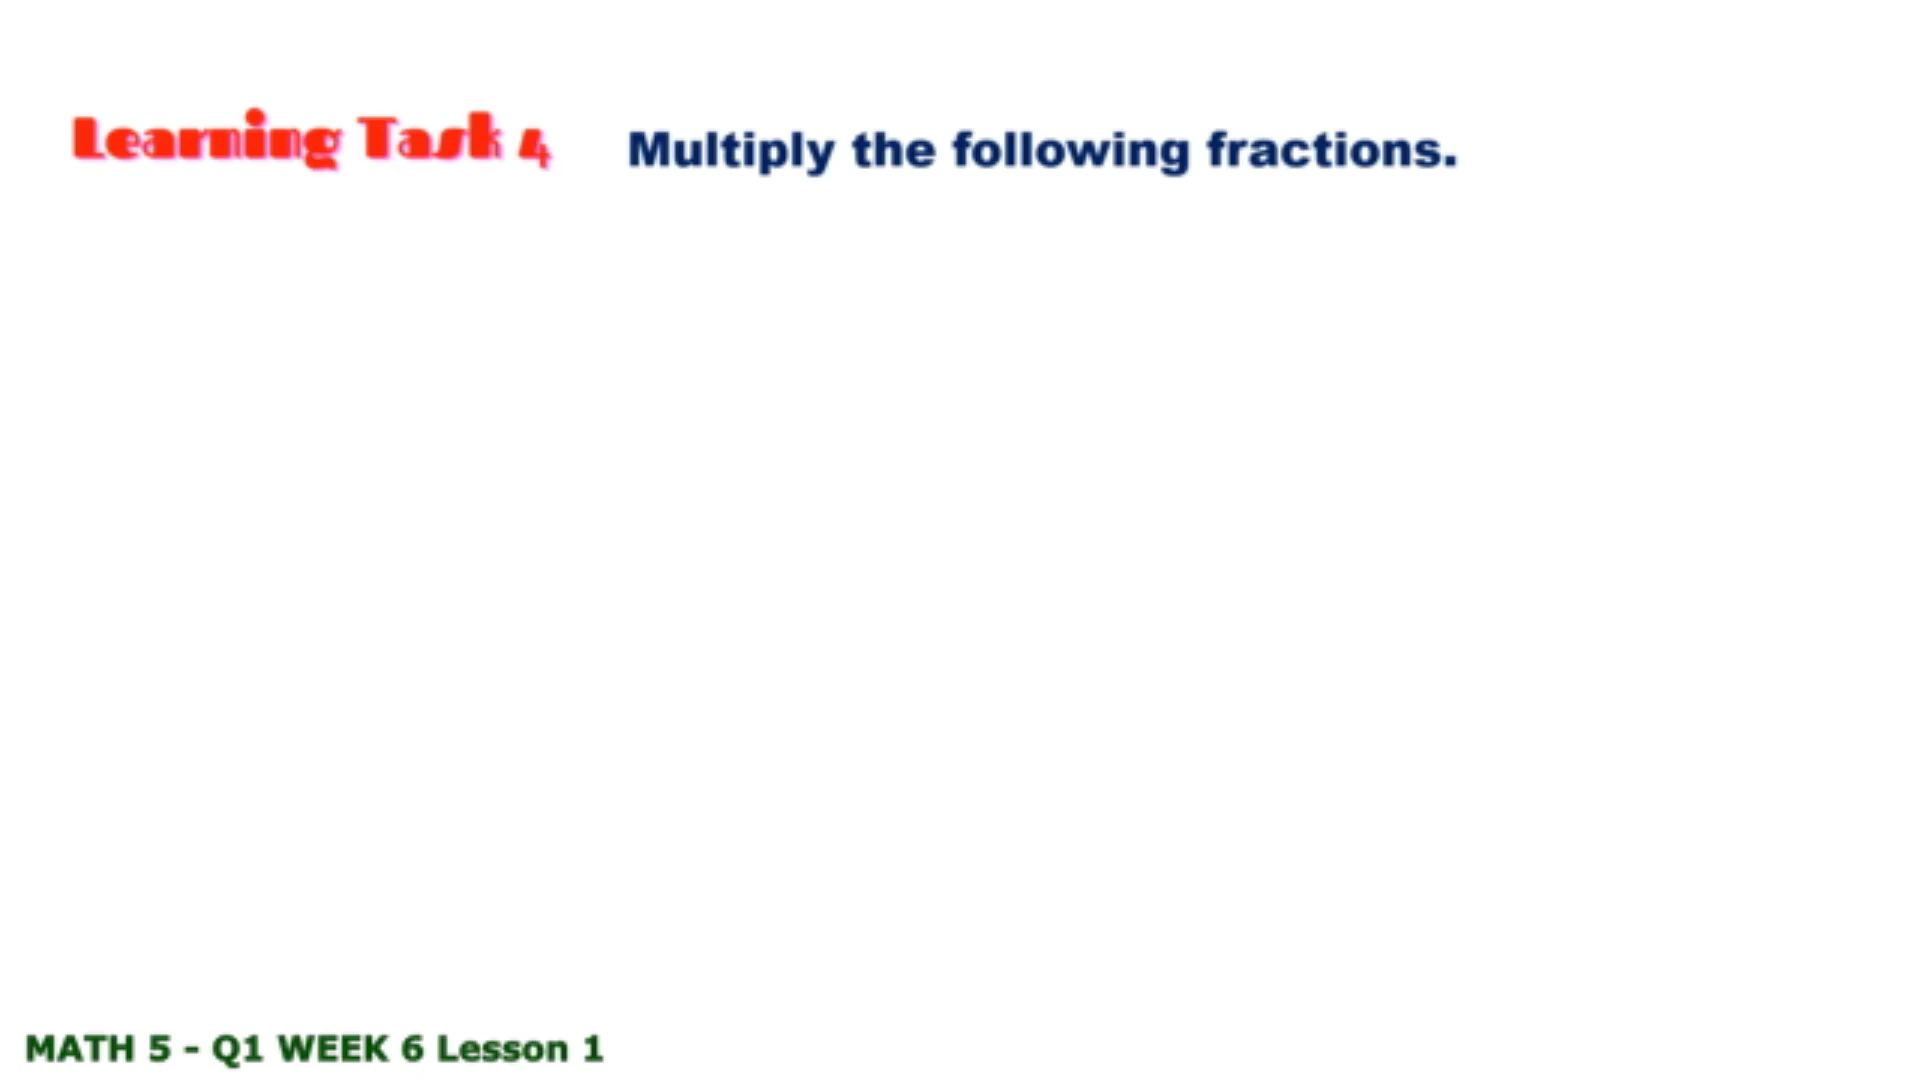 Learning Task 4 Multiply the following fractions.
MATH 5 - Q1 WEEK 6 Lesson 1